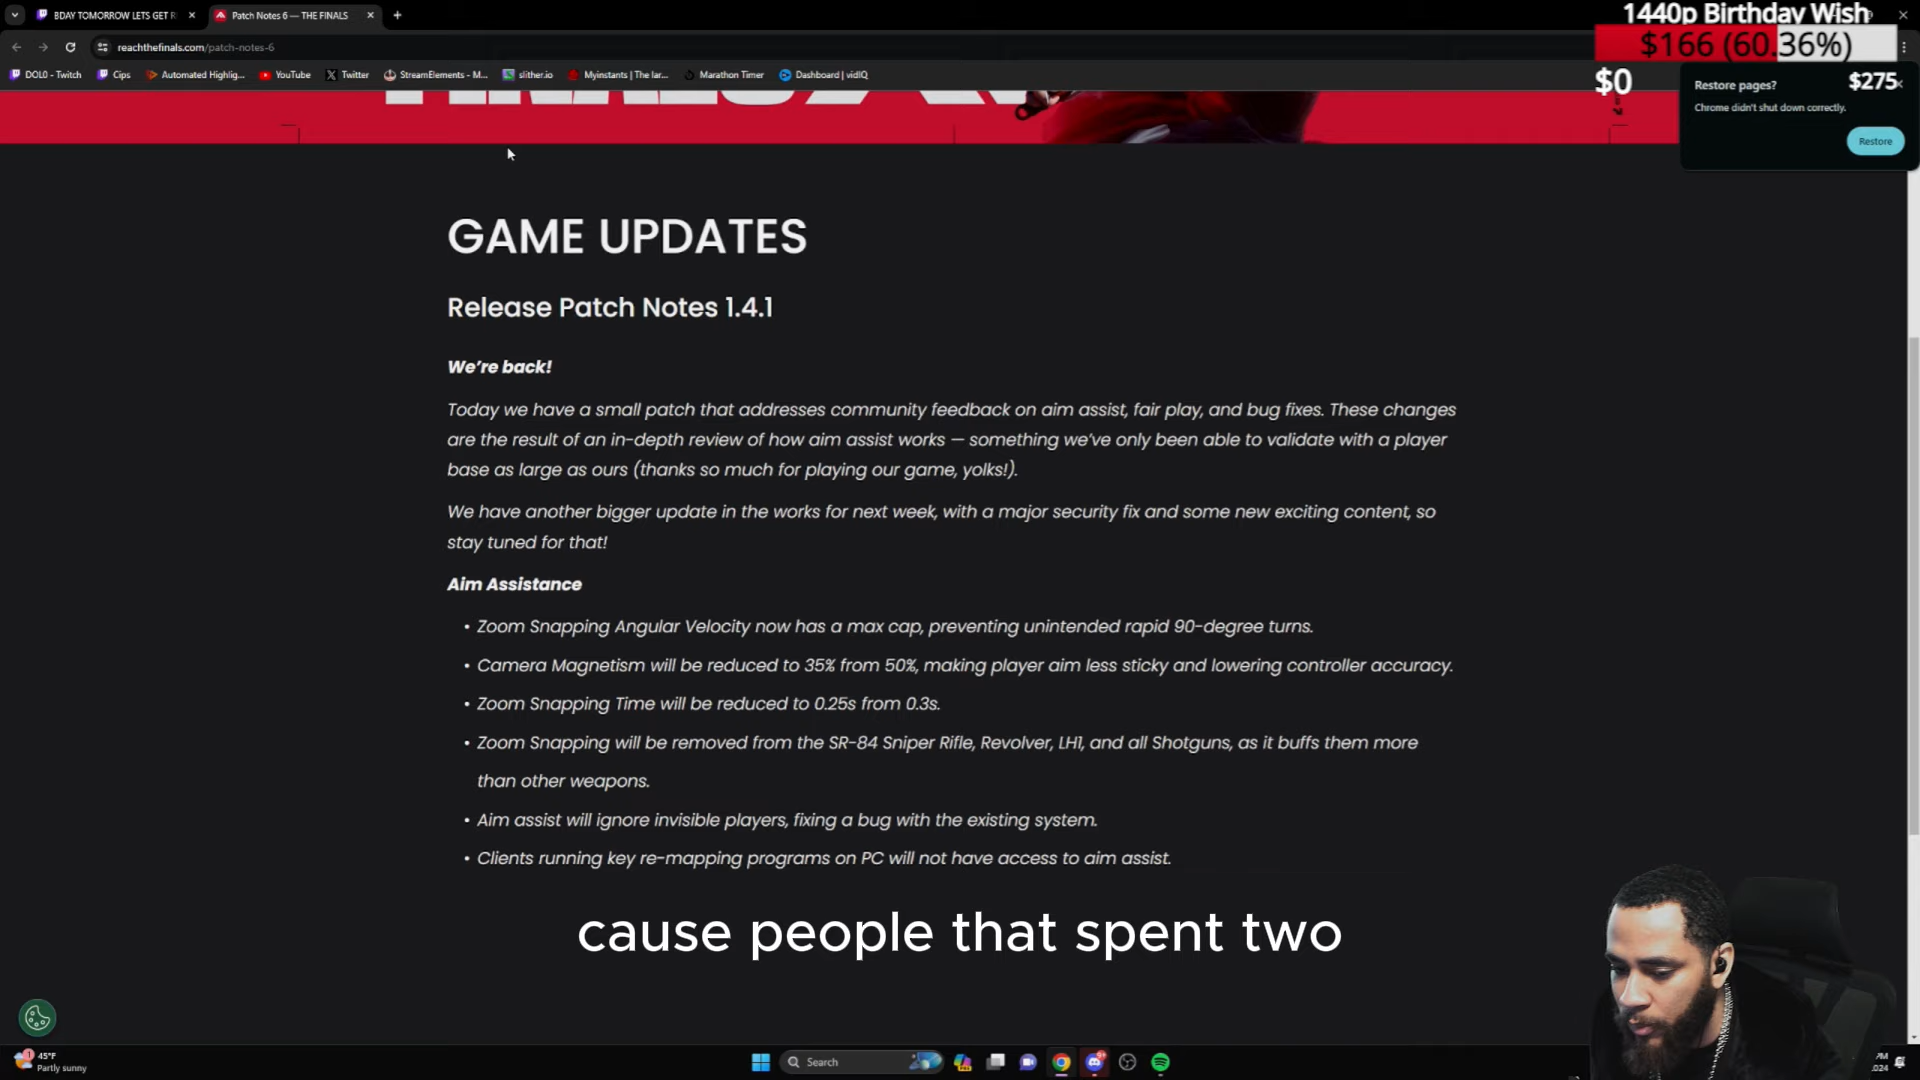 BDAY TOMORROW LETS GET R
Patch Notes 6 — THE FINALS
1440p Birthday Wish
reachthefinals.com/patch-notes-6
$166 (60.36%)
DOL0 - Twitch
Cips
Automated Highlig...
YouTube
Twitter
StreamElements - M...
slither.io
Myinstants | The lar...
Marathon Timer
Dashboard | vidIQ
$0
$275
Restore pages?
Chrome didn't shut down correctly.
Restore
GAME UPDATES
Release Patch Notes 1.4.1
We’re back!
Today we have a small patch that addresses community feedback on aim assist, fair play, and bug fixes. These changes
are the result of an in-depth review of how aim assist works — something we’ve only been able to validate with a player
base as large as ours (thanks so much for playing our game, yolks!).
We have another bigger update in the works for next week, with a major security fix and some new exciting content, so
stay tuned for that!
Aim Assistance
• Zoom Snapping Angular Velocity now has a max cap, preventing unintended rapid 90-degree turns.
• Camera Magnetism will be reduced to 35% from 50%, making player aim less sticky and lowering controller accuracy.
• Zoom Snapping Time will be reduced to 0.25s from 0.3s.
• Zoom Snapping will be removed from the SR-84 Sniper Rifle, Revolver, LH1, and all Shotguns, as it buffs them more
than other weapons.
• Aim assist will ignore invisible players, fixing a bug with the existing system.
• Clients running key re-mapping programs on PC will not have access to aim assist.
cause people that spent two
45°F
Partly sunny
Search
PM
2024